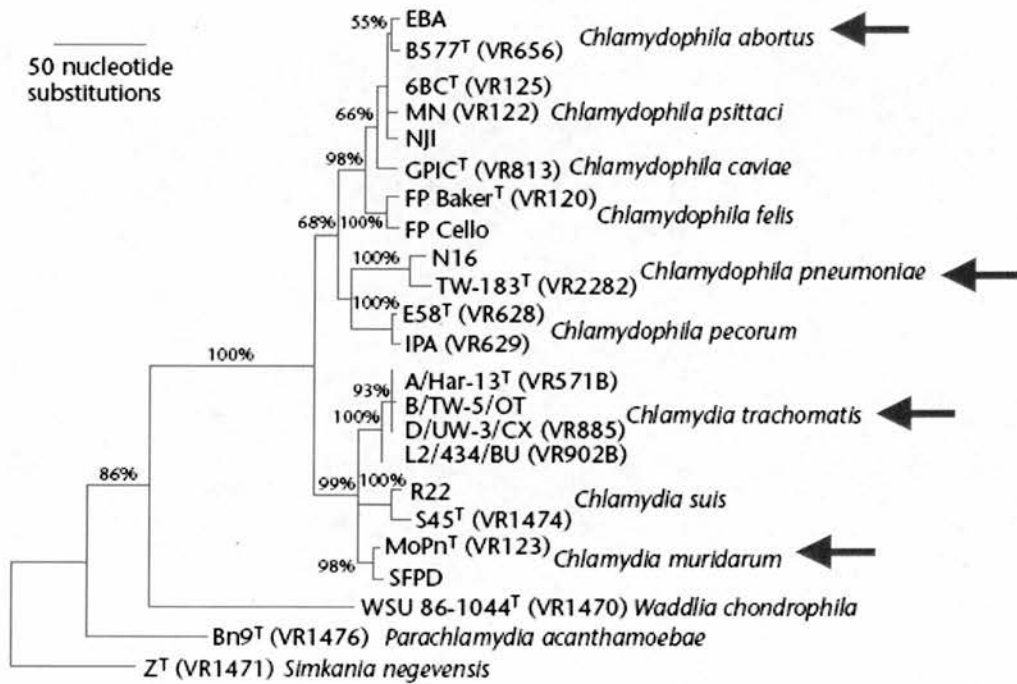 55% EBA
B577ᵀ (VR656) Chlamydophila abortus
50 nucleotide
substitutions
6BCᵀ (VR125)
66% MN (VR122) Chlamydophila psittaci
NJI
98% GPICᵀ (VR813) Chlamydophila caviae
FP Bakerᵀ (VR120) Chlamydophila felis
68% 100% FP Cello
100% N16
TW-183ᵀ (VR2282) Chlamydophila pneumoniae
100% E58ᵀ (VR628)
IPA (VR629) Chlamydophila pecorum
100%
93% A/Har-13ᵀ (VR571B)
B/TW-5/OT Chlamydia trachomatis
100% D/UW-3/CX (VR885)
L2/434/BU (VR902B)
86% 99% 100% R22
S45ᵀ (VR1474) Chlamydia suis
MoPnᵀ (VR123) Chlamydia muridarum
98% SFPD
WSU 86-1044ᵀ (VR1470) Waddlia chondrophila
Bn9ᵀ (VR1476) Parachlamydia acanthamoebae
Zᵀ (VR1471) Simkania negevensis